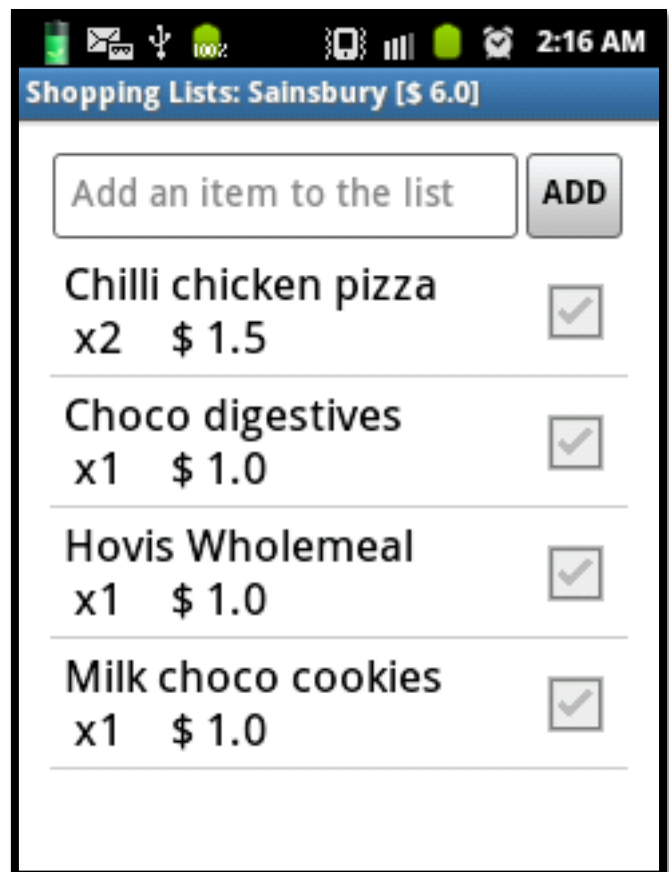 100% 2:16 AM
Shopping Lists: Sainsbury [$ 6.0]
Add an item to the list ADD
Chilli chicken pizza
x2 $ 1.5
Choco digestives
x1 $ 1.0
Hovis Wholemeal
x1 $ 1.0
Milk choco cookies
x1 $ 1.0